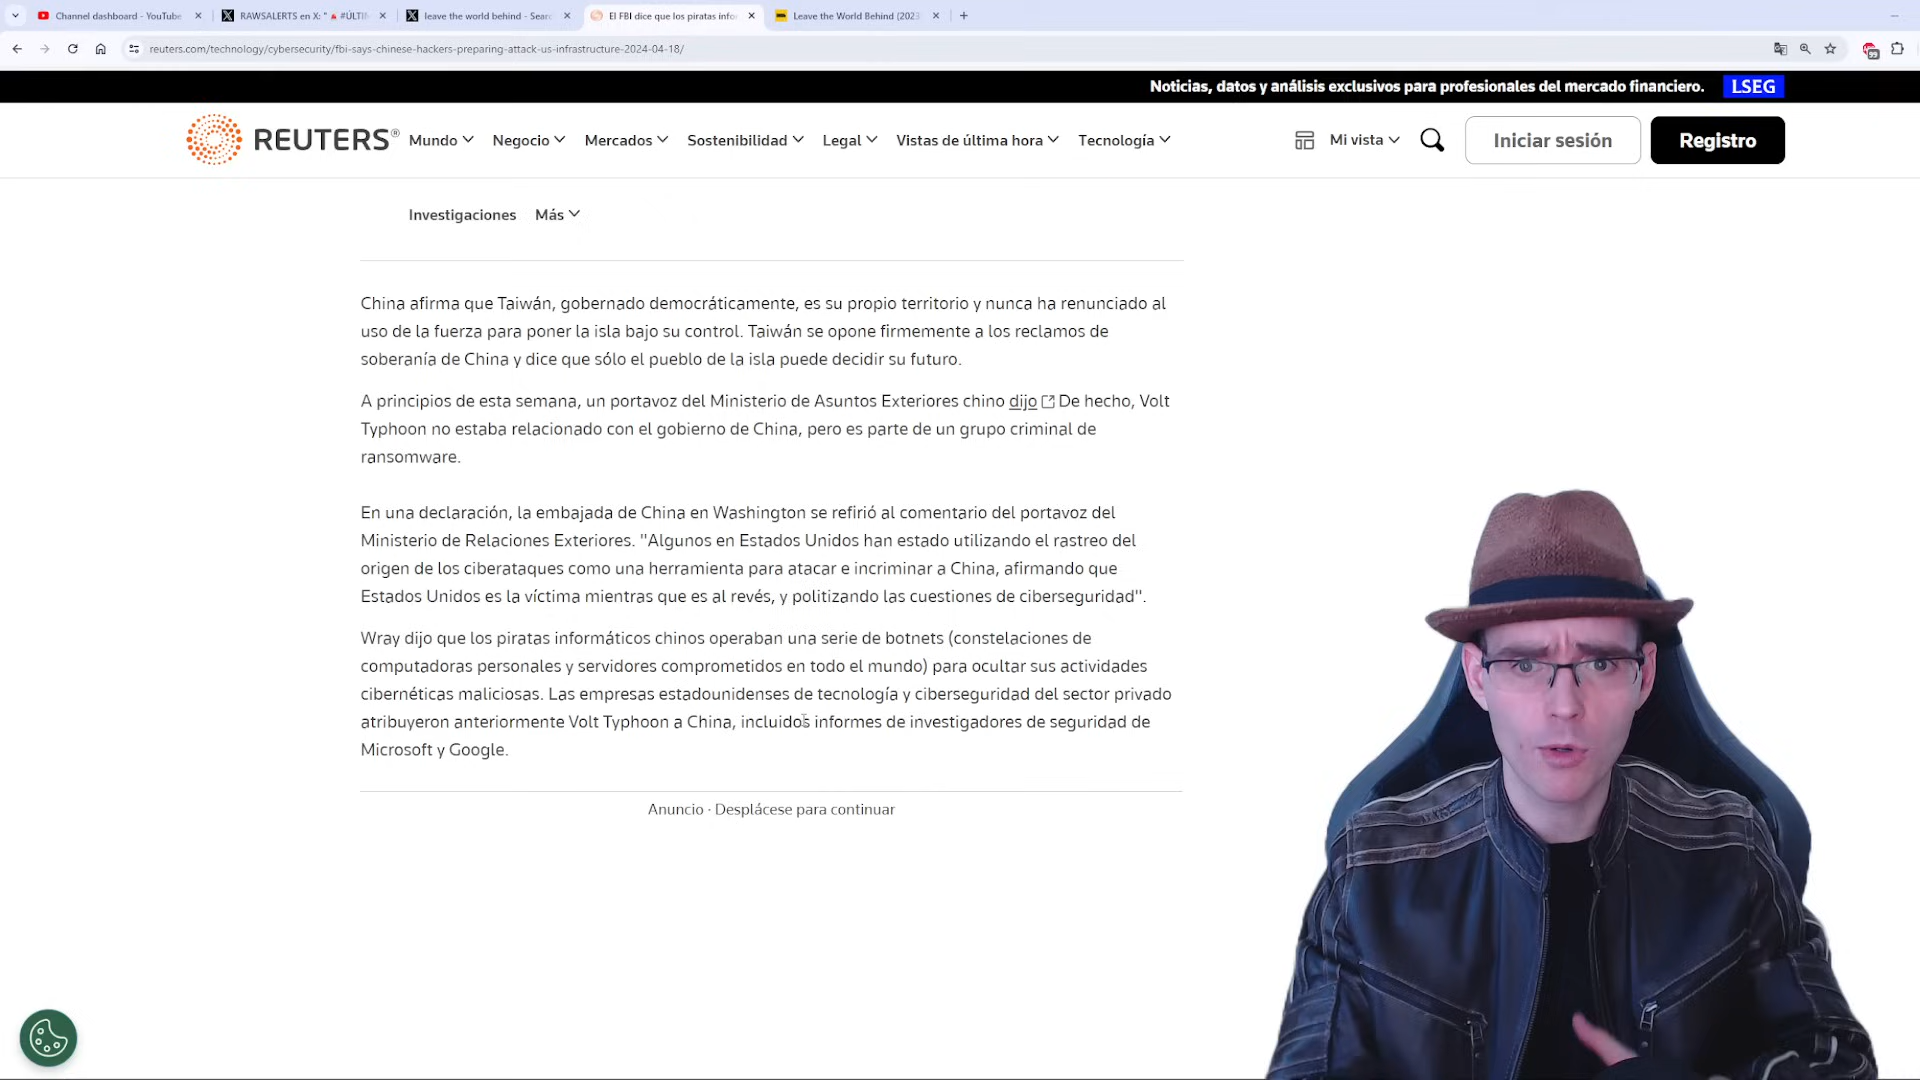 Channel dashboard - YouTube
RAWSALERTS en X: "🔺#ÚLTIM
leave the world behind - Searc
El FBI dice que los piratas info
Leave the World Behind (2023
reuters.com/technology/cybersecurity/fbi-says-chinese-hackers-preparing-attack-us-infrastructure-2024-04-18/
Noticias, datos y análisis exclusivos para profesionales del mercado financiero. LSEG
REUTERS® Mundo Negocio Mercados Sostenibilidad Legal Vistas de última hora Tecnología Mi vista Iniciar sesión Registro
Investigaciones Más
China afirma que Taiwán, gobernado democráticamente, es su propio territorio y nunca ha renunciado al
uso de la fuerza para poner la isla bajo su control. Taiwán se opone firmemente a los reclamos de
soberanía de China y dice que sólo el pueblo de la isla puede decidir su futuro.
A principios de esta semana, un portavoz del Ministerio de Asuntos Exteriores chino dijo De hecho, Volt
Typhoon no estaba relacionado con el gobierno de China, pero es parte de un grupo criminal de
ransomware.
En una declaración, la embajada de China en Washington se refirió al comentario del portavoz del
Ministerio de Relaciones Exteriores. "Algunos en Estados Unidos han estado utilizando el rastreo del
origen de los ciberataques como una herramienta para atacar e incriminar a China, afirmando que
Estados Unidos es la víctima mientras que es al revés, y politizando las cuestiones de ciberseguridad".
Wray dijo que los piratas informáticos chinos operaban una serie de botnets (constelaciones de
computadoras personales y servidores comprometidos en todo el mundo) para ocultar sus actividades
cibernéticas maliciosas. Las empresas estadounidenses de tecnología y ciberseguridad del sector privado
atribuyeron anteriormente Volt Typhoon a China, incluidos informes de investigadores de seguridad de
Microsoft y Google.
Anuncio · Desplácese para continuar